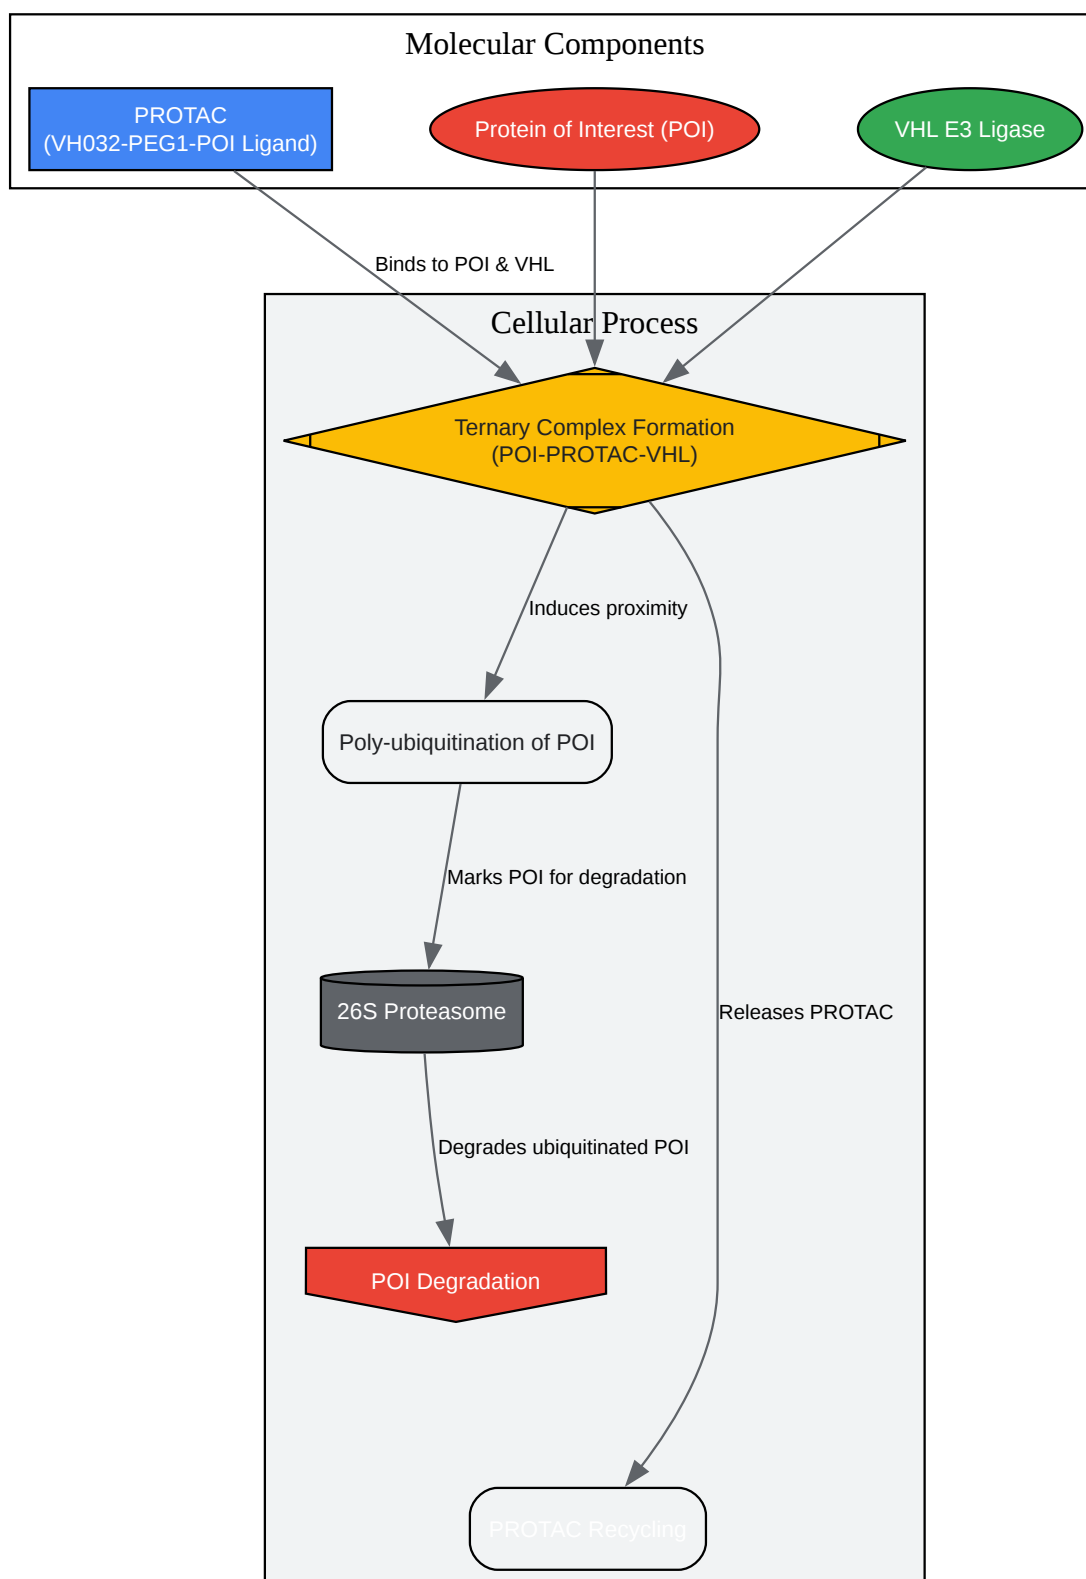 Molecular Components
PROTAC
(VH032-PEG1-POI Ligand)
Protein of Interest (POI)
VHL E3 Ligase
Binds to POI & VHL
Cellular Process
Ternary Complex Formation
(POI-PROTAC-VHL)
Induces proximity
Poly-ubiquitination of POI
Marks POI for degradation
26S Proteasome
Releases PROTAC
Degrades ubiquitinated POI
POI Degradation
PROTAC Recycling